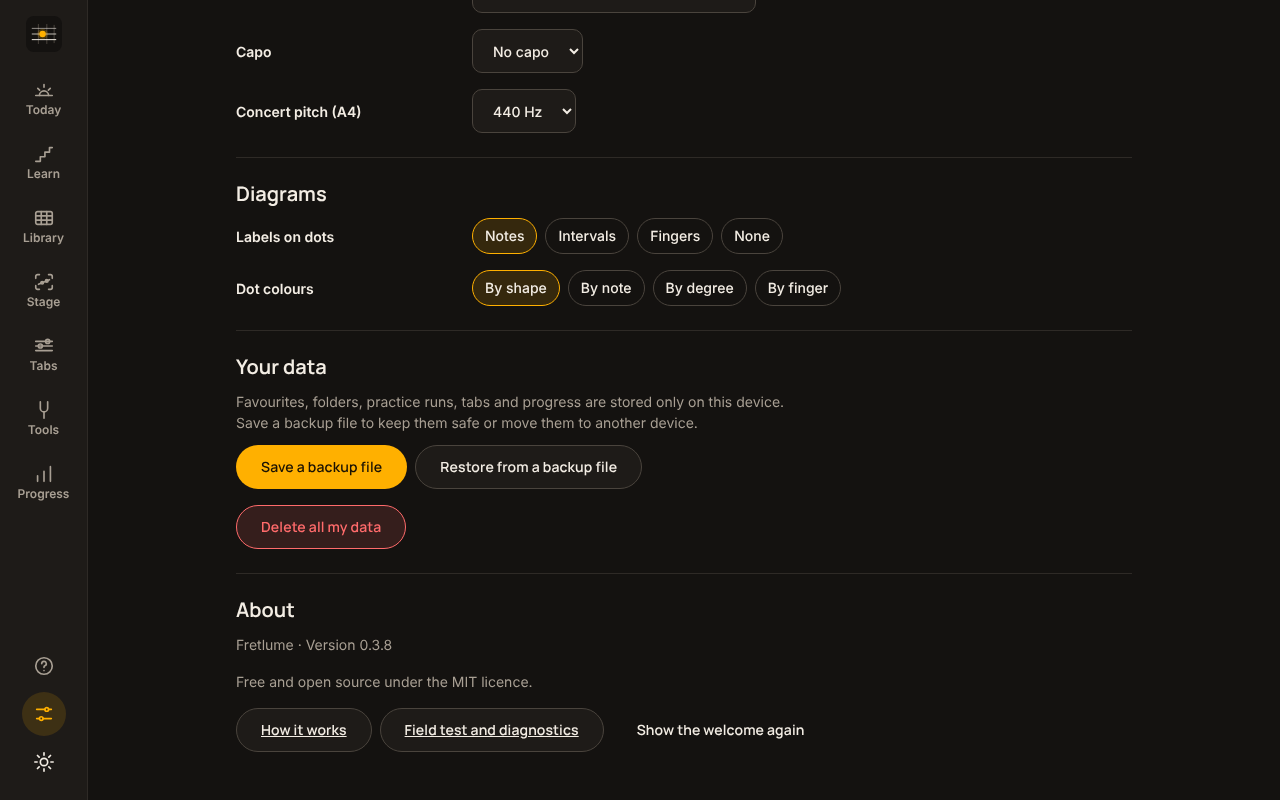 Today
Learn
Library
Stage
Tabs
Tools
Progress
Capo
No capo
Concert pitch (A4)
440 Hz
Diagrams
Labels on dots
Notes
Intervals
Fingers
None
Dot colours
By shape
By note
By degree
By finger
Your data
Favourites, folders, practice runs, tabs and progress are stored only on this device.
Save a backup file to keep them safe or move them to another device.
Save a backup file
Restore from a backup file
Delete all my data
About
Fretlume · Version 0.3.8
Free and open source under the MIT licence.
How it works
Field test and diagnostics
Show the welcome again